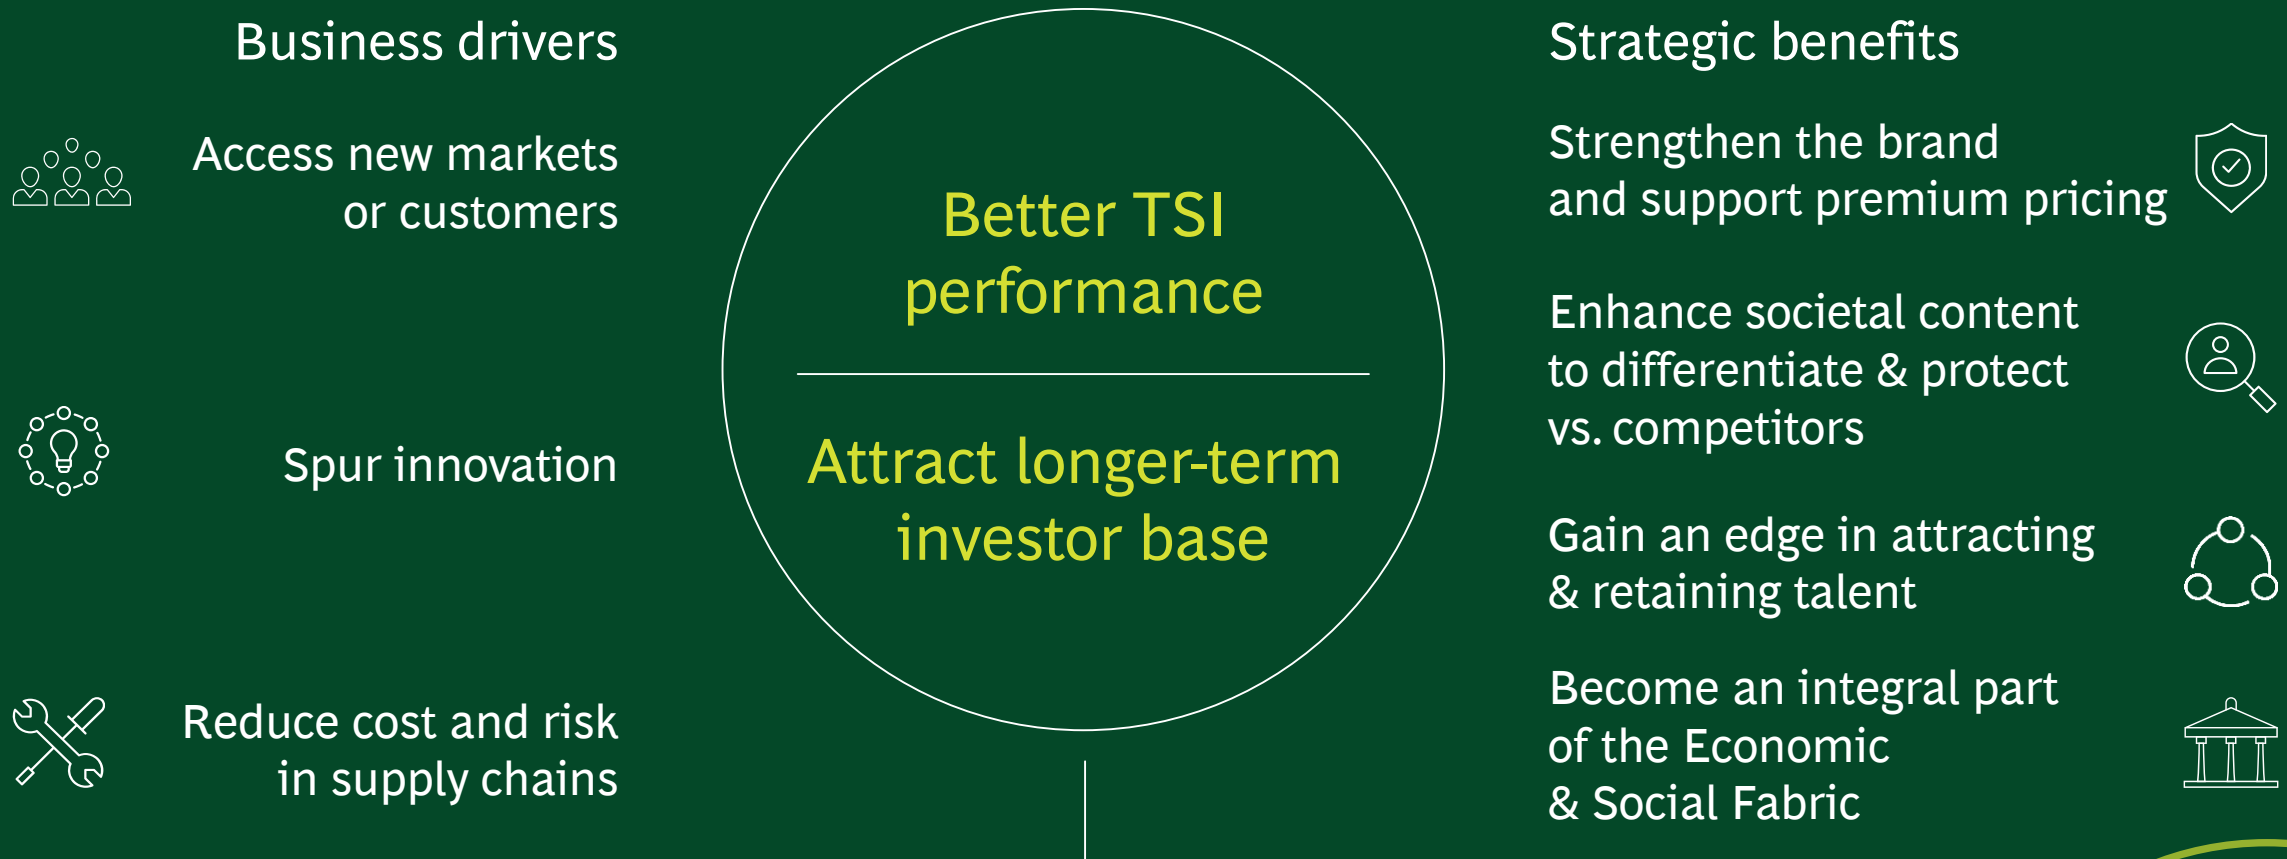 Business drivers
Access new markets
or customers
Spur innovation
Reduce cost and risk
in supply chains
Better TSI
performance
Attract longer-term
investor base
Strategic benefits
Strengthen the brand
and support premium pricing
Enhance societal content
to differentiate & protect
vs. competitors
Gain an edge in attracting
& retaining talent
Become an integral part
of the Economic
& Social Fabric